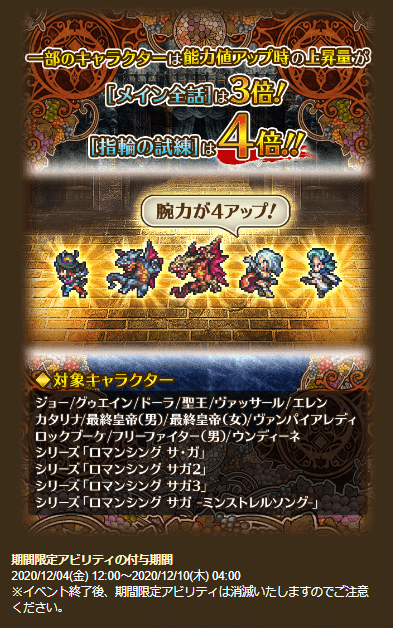 一部のキャラクターは能力値アップ時の上昇量が
[メイン全話]は3倍!
[指輪の試練]は4倍!!
腕力が4アップ!
◆対象キャラクター
ジョー/グゥエイン/ドーラ/聖王/ヴァッサール/エレン
カタリナ/最終皇帝(男)/最終皇帝(女)/ヴァンパイアレディ
ロックブーケ/フリーファイター(男)/ウンディーネ
シリーズ「ロマンシング サ・ガ」
シリーズ「ロマンシング サガ2」
シリーズ「ロマンシング サガ3」
シリーズ「ロマンシング サガ -ミンストレルソング-」
期間限定アビリティの付与期間
2020/12/04(金) 12:00～2020/12/10(木) 04:00
※イベント終了後、期間限定アビリティは消滅いたしますのでご注意
ください。